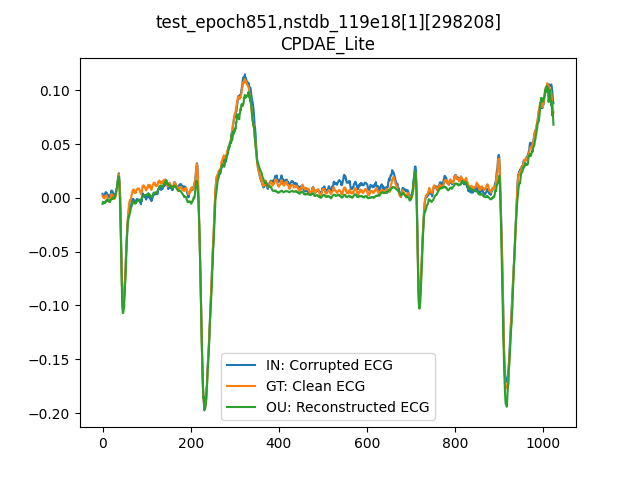 test_epoch851,nstdb_119e18[1][298208]
CPDAE_Lite
0.10
0.05
0.00
−0.05
−0.10
−0.15
−0.20
IN: Corrupted ECG
GT: Clean ECG
OU: Reconstructed ECG
0 200 400 600 800 1000